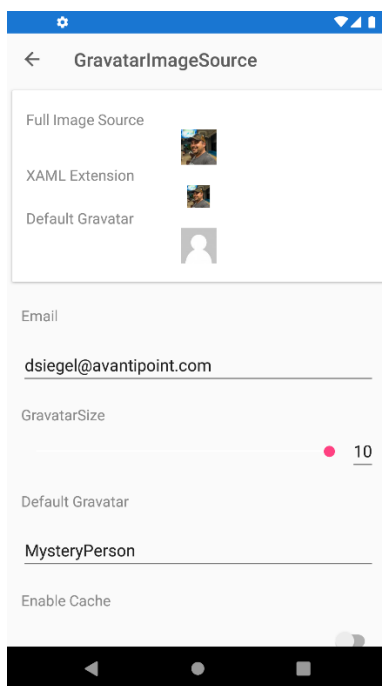 GravatarImageSource
Full Image Source
XAML Extension
Default Gravatar
Email
dsiegel@avantipoint.com
GravatarSize
10
Default Gravatar
MysteryPerson
Enable Cache